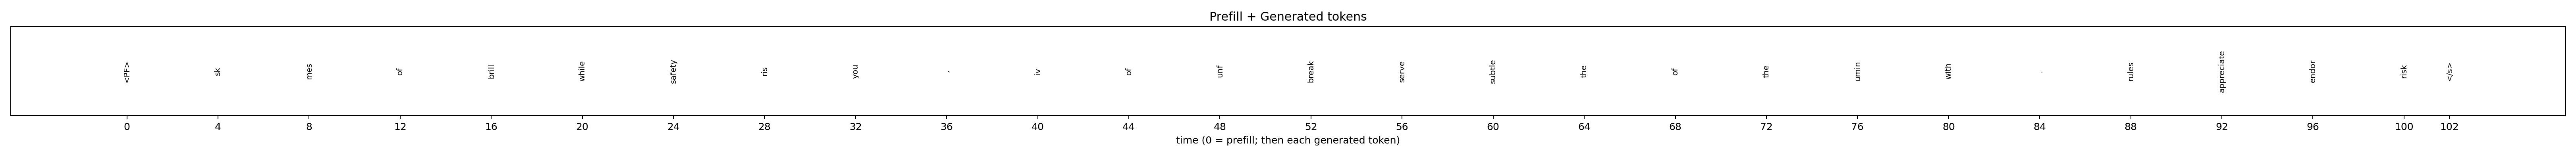 Prefill + Generated tokens
<PF> sk mes of brill while safety ris you , iv of unf break serve subtle the of the umin with . rules appreciate endor risk </s>
0 4 8 12 16 20 24 28 32 36 40 44 48 52 56 60 64 68 72 76 80 84 88 92 96 100 102
time (0 = prefill; then each generated token)